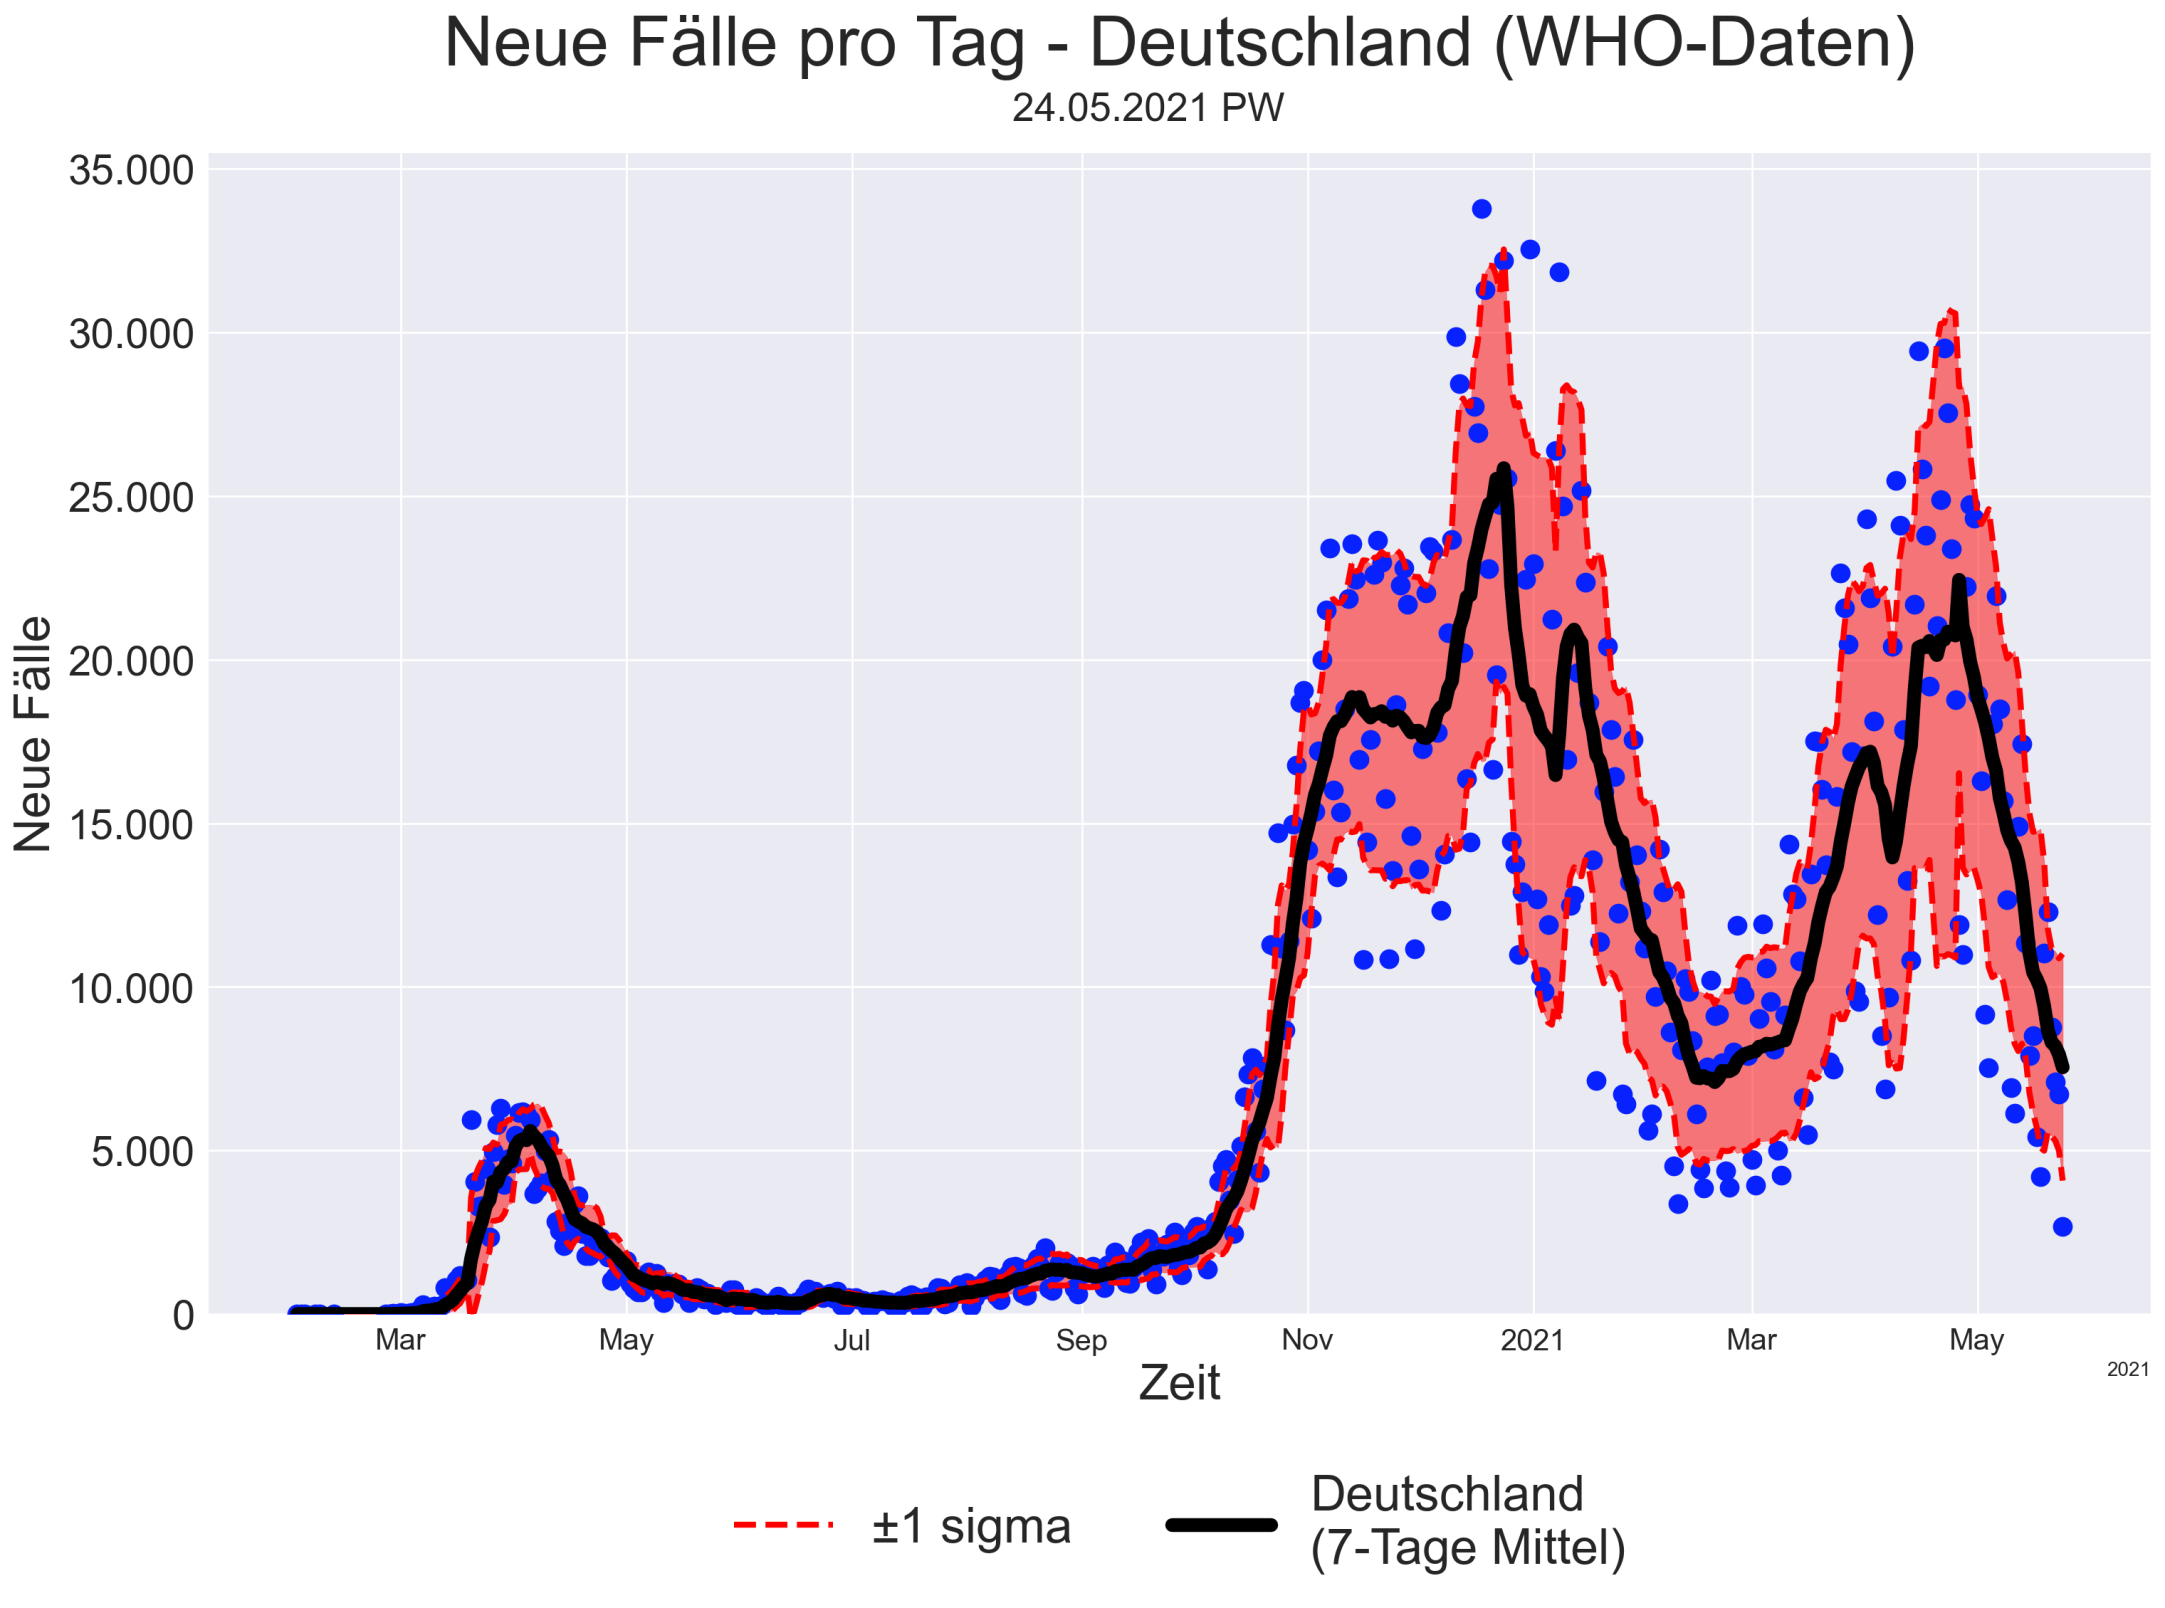 Neue Fälle pro Tag - Deutschland (WHO-Daten)
24.05.2021 PW
Neue Fälle
35.000
30.000
25.000
20.000
15.000
10.000
5.000
0
Mar May Jul Sep Nov 2021 Mar May
2021
Zeit
±1 sigma
Deutschland
(7-Tage Mittel)